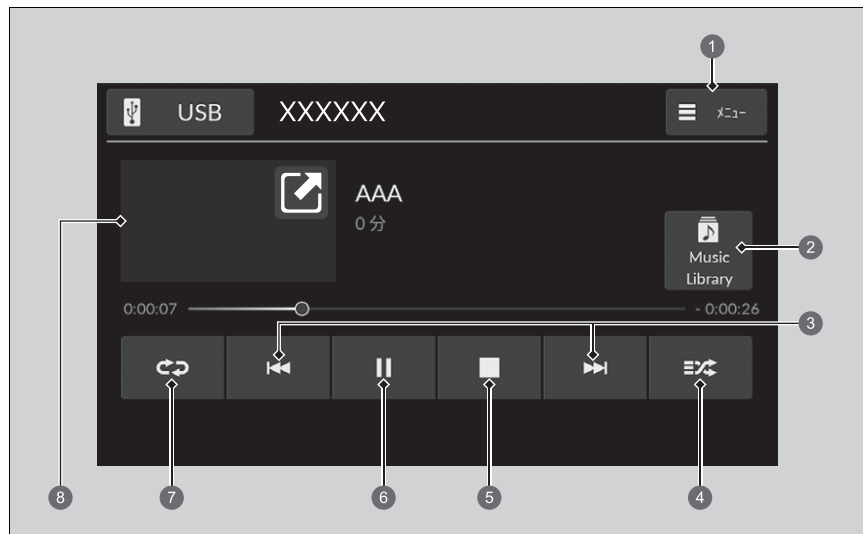 1
USB XXXXXX ﾒﾆｭｰ
AAA
0 分
Music
Library
2
0:00:07 - 0:00:26
3
8 7 6 5 4